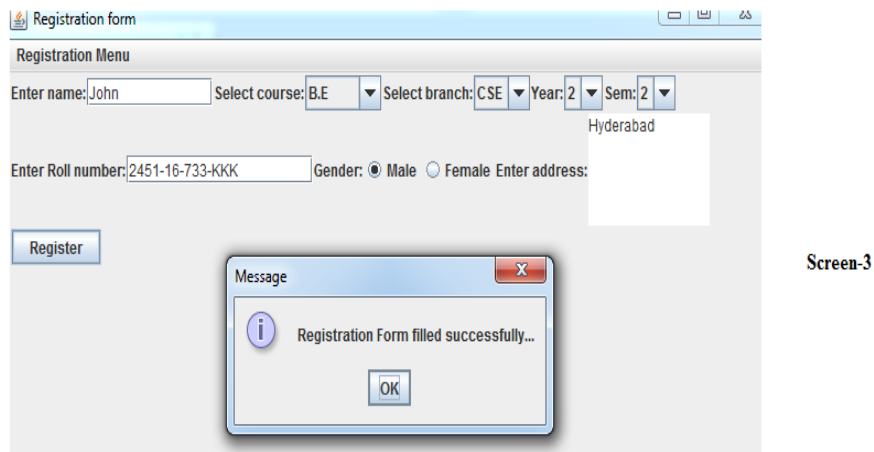 Registration form
Registration Menu
Enter name: John Select course: B.E Select branch: CSE Year: 2 Sem: 2
Hyderabad
Enter Roll number: 2451-16-733-KKK Gender: Male Female Enter address:
Register
Screen-3
Message
Registration Form filled successfully...
OK